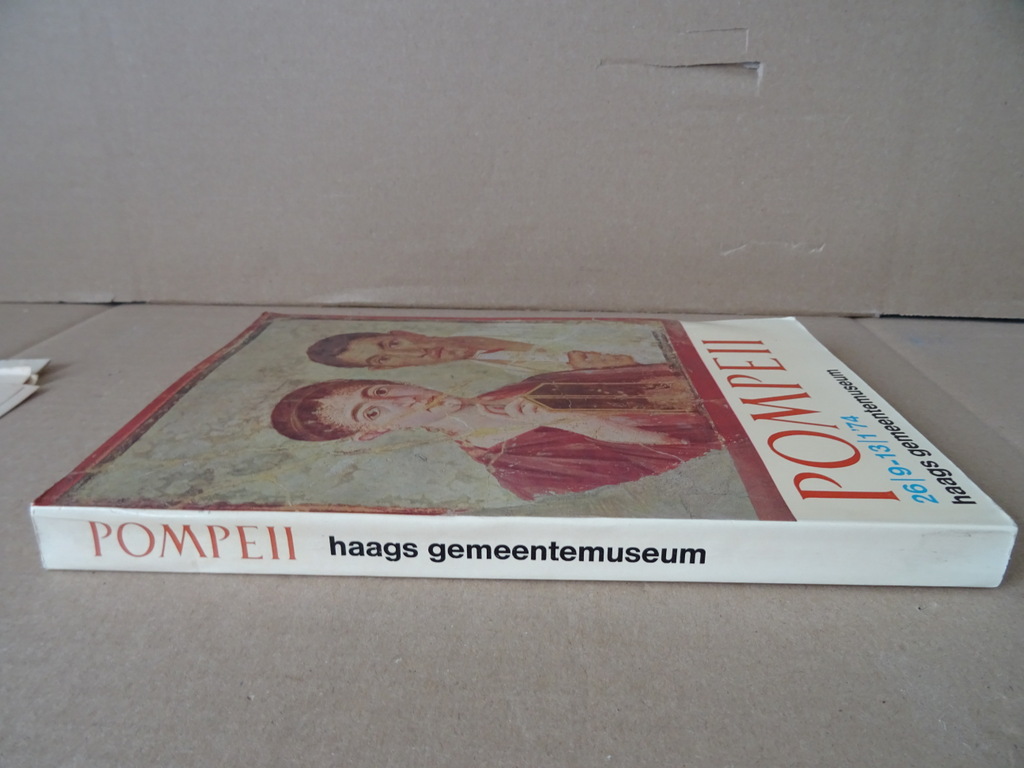 POMPEII
26/9-13/1'74
haags gemeentemuseum
POMPEII haags gemeentemuseum